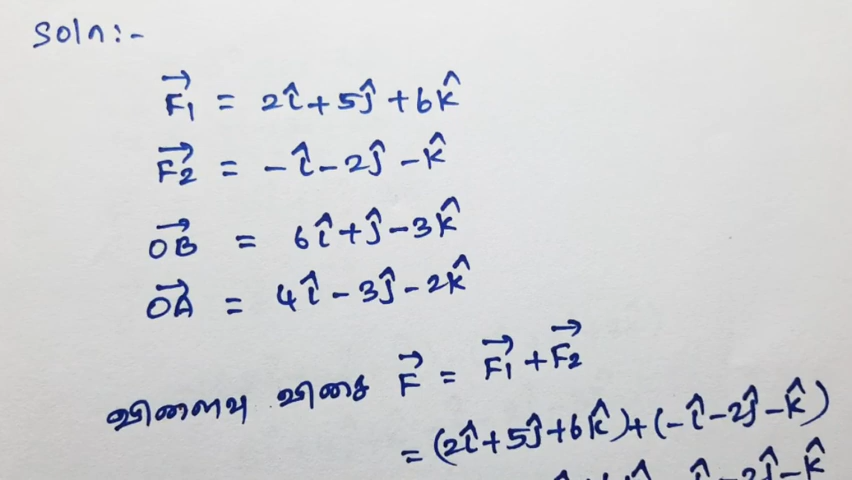 Soln:-
F₁⃗ = 2î + 5ĵ + 6k̂
F₂⃗ = -î - 2ĵ - k̂
OB⃗ = 6î + ĵ - 3k̂
OA⃗ = 4î - 3ĵ - 2k̂
விளைவு விசை F⃗ = F₁⃗ + F₂⃗
= (2î + 5ĵ + 6k̂) + (-î - 2ĵ - k̂)
î - 2ĵ - k̂